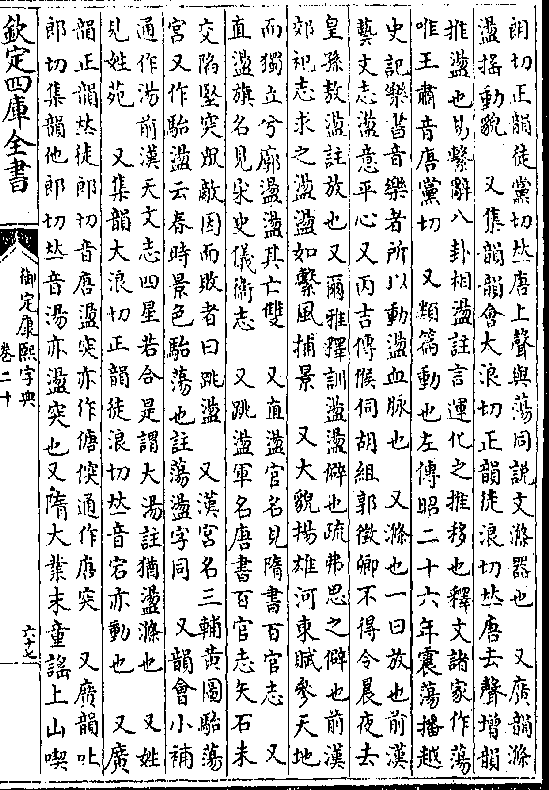 朗切正韻徒黨切𠀤唐上聲與蕩同說文滌器也　又廣韻滌
盪揺動貌　又集韻韻會大浪切正韻徒浪切𠀤唐去聲增韻
推盪也易繫辭八卦相盪註言運化之推移也釋文諸家作蕩
唯王肅音唐黨切　又類篇動也左傳昭二十六年震蕩播越
史記樂書音樂者所以動盪血脉也　又滌也一曰放也前漢
藝文志盪意平心又丙吉傳候伺胡組郭徵卿不得令晨夜去
皇孫敖盪註放也又爾雅釋訓盪盪僻也疏弗思之僻也前漢
郊祀志求之盪盪如繫風捕景　又大貌揚雄河東賦參天地
而獨立兮廓盪盪其亡雙　又直盪官名見隋書百官志　又
直盪旗名見宋史儀衛志　又跳盪軍名唐書百官志矢石未
交陷堅突衆敵因而敗者曰跳盪　又漢宮名三輔黃圖駘蕩
宮又作駘盪云春時景色駘蕩也註蕩盪字同　又韻會小補
通作湯前漢天文志四星若合是謂大湯註猶盪滌也　又姓
見姓苑　又集韻大浪切正韻徒浪切𠀤音宕亦動也　又廣
韻正韻𠀤徒郎切音唐盪突亦作傏傸通作唐突　又廣韻吐
郎切集韻他郎切𠀤音湯亦盪突也又隋大業末童謡上山喫
欽定四庫全書
御定康熙字典
卷二十
六十七